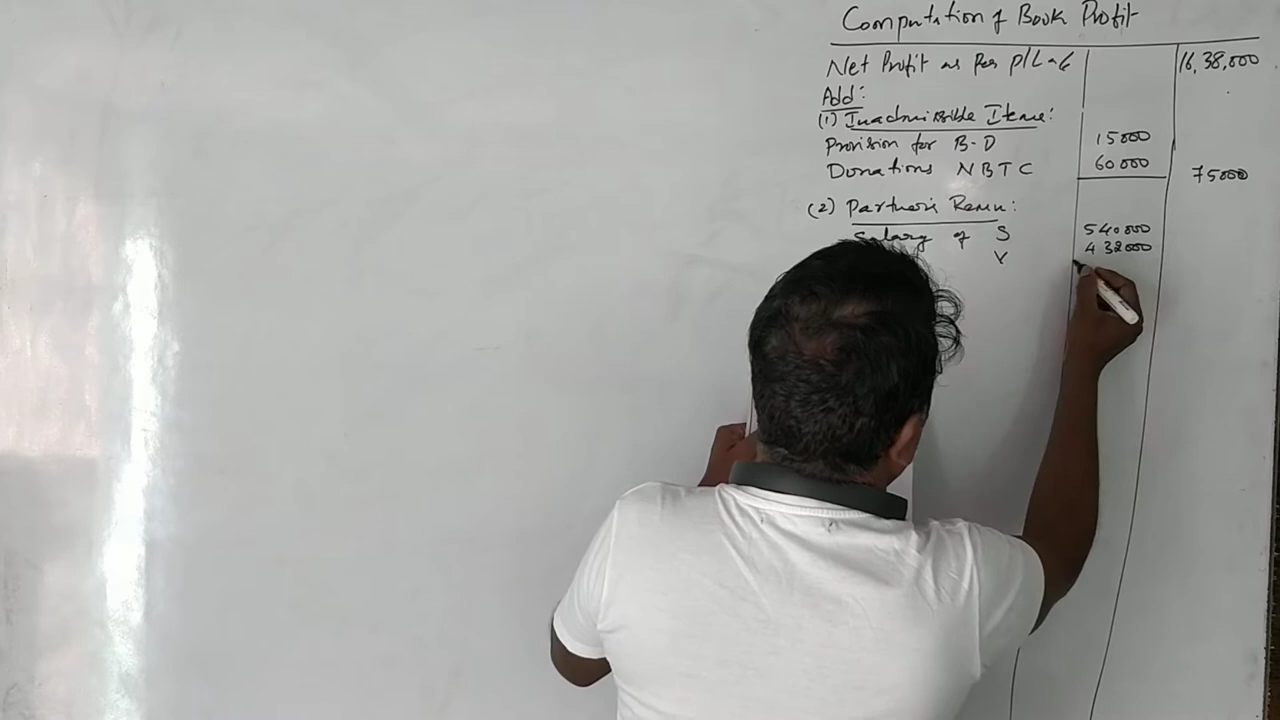 Computation of Book Profit
Net Profit as per P/L a/c 16,38,000
Add:
(1) Inadmissible Items:
Provision for B-D 15000
Donations NBTC 60000 75000
(2) Partner's Remn:
Salary of S 540000
V 432000